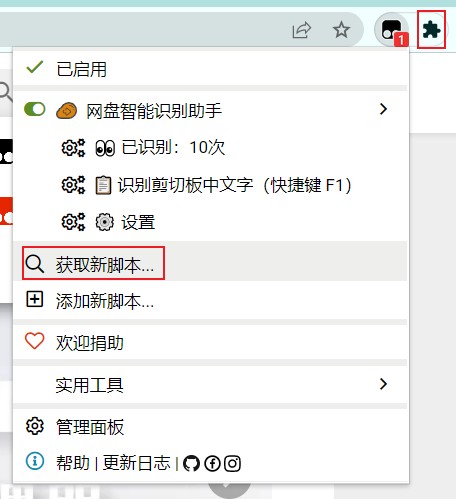 1
已启用
网盘智能识别助手
已识别：10次
识别剪切板中文字（快捷键 F1）
设置
获取新脚本...
添加新脚本...
欢迎捐助
实用工具
管理面板
帮助 | 更新日志 |